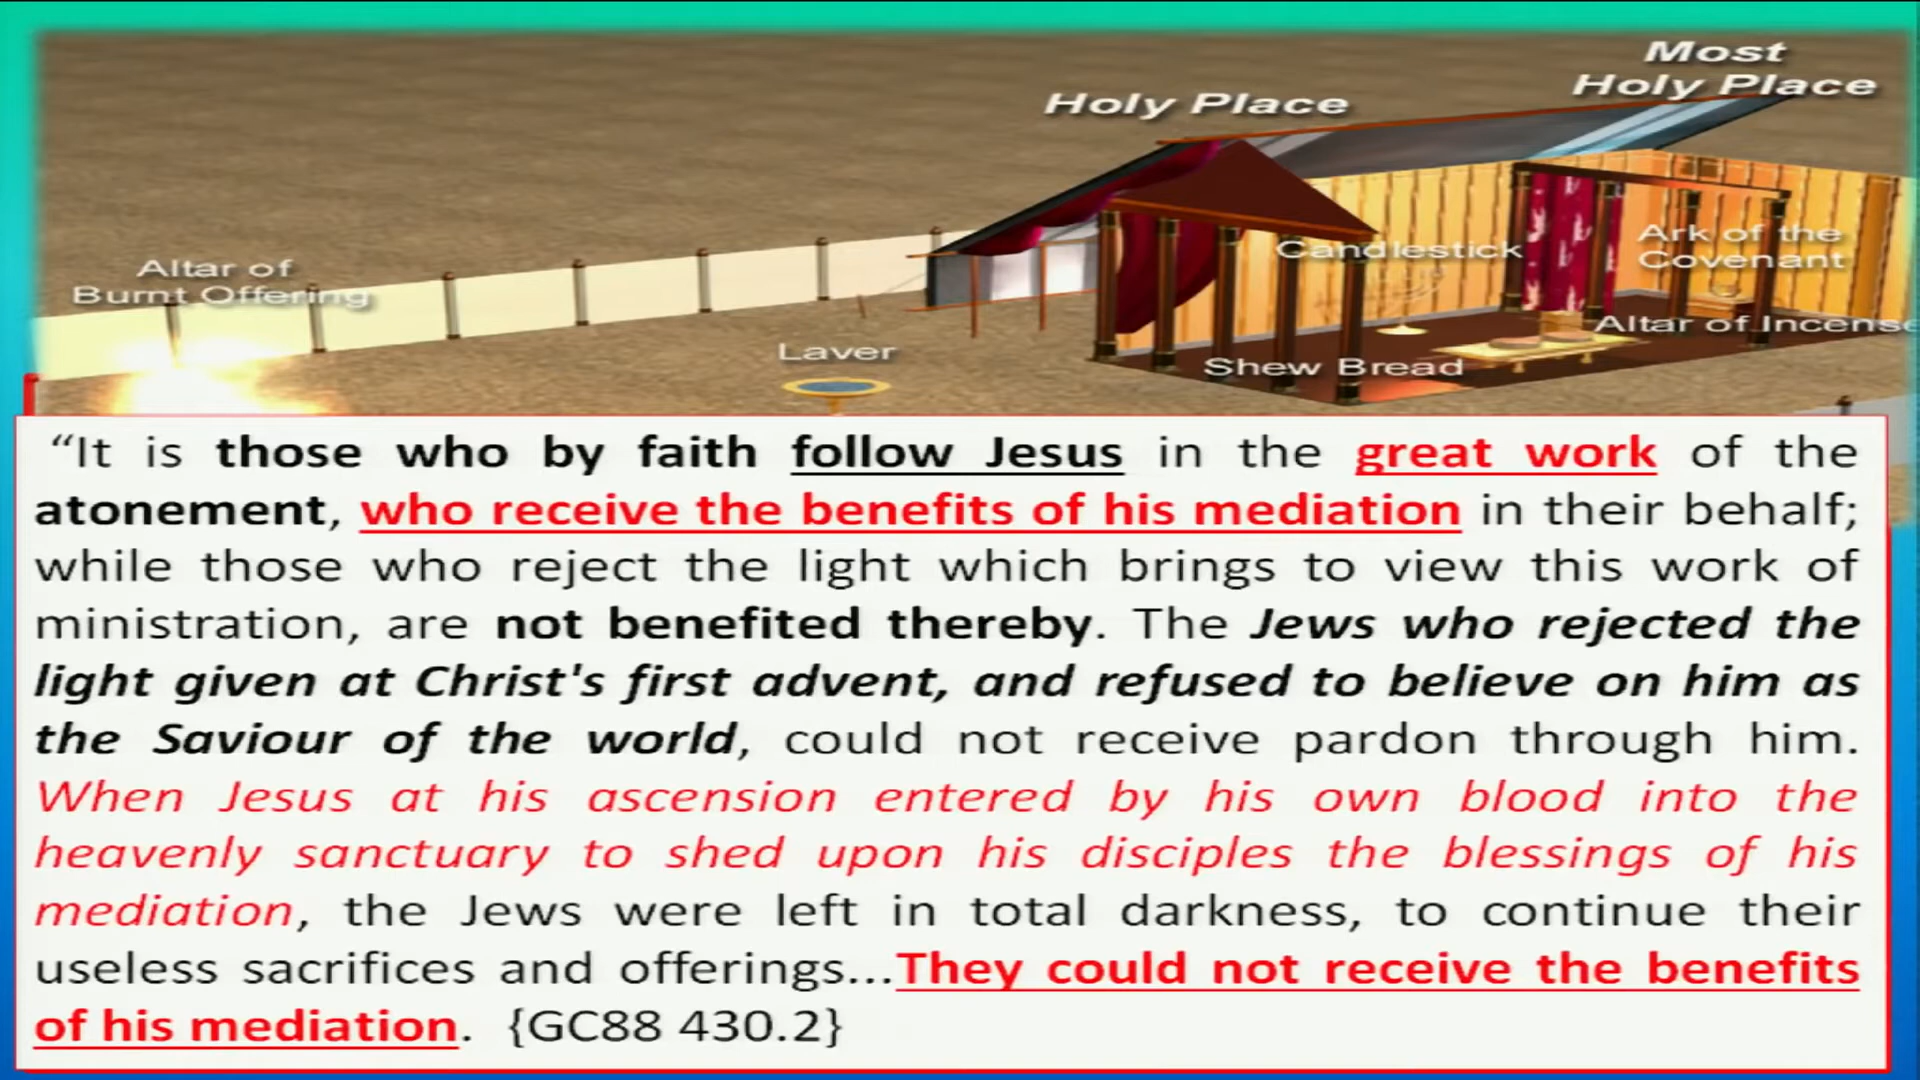 Most
Holy Place
Holy Place
Altar of
Burnt Offering
Candlestick
Ark of the
Covenant
Altar of Incense
Laver
Shew Bread
“It is those who by faith follow Jesus in the great work of the
atonement, who receive the benefits of his mediation in their behalf;
while those who reject the light which brings to view this work of
ministration, are not benefited thereby. The Jews who rejected the
light given at Christ's first advent, and refused to believe on him as
the Saviour of the world, could not receive pardon through him.
When Jesus at his ascension entered by his own blood into the
heavenly sanctuary to shed upon his disciples the blessings of his
mediation, the Jews were left in total darkness, to continue their
useless sacrifices and offerings...They could not receive the benefits
of his mediation. {GC88 430.2}